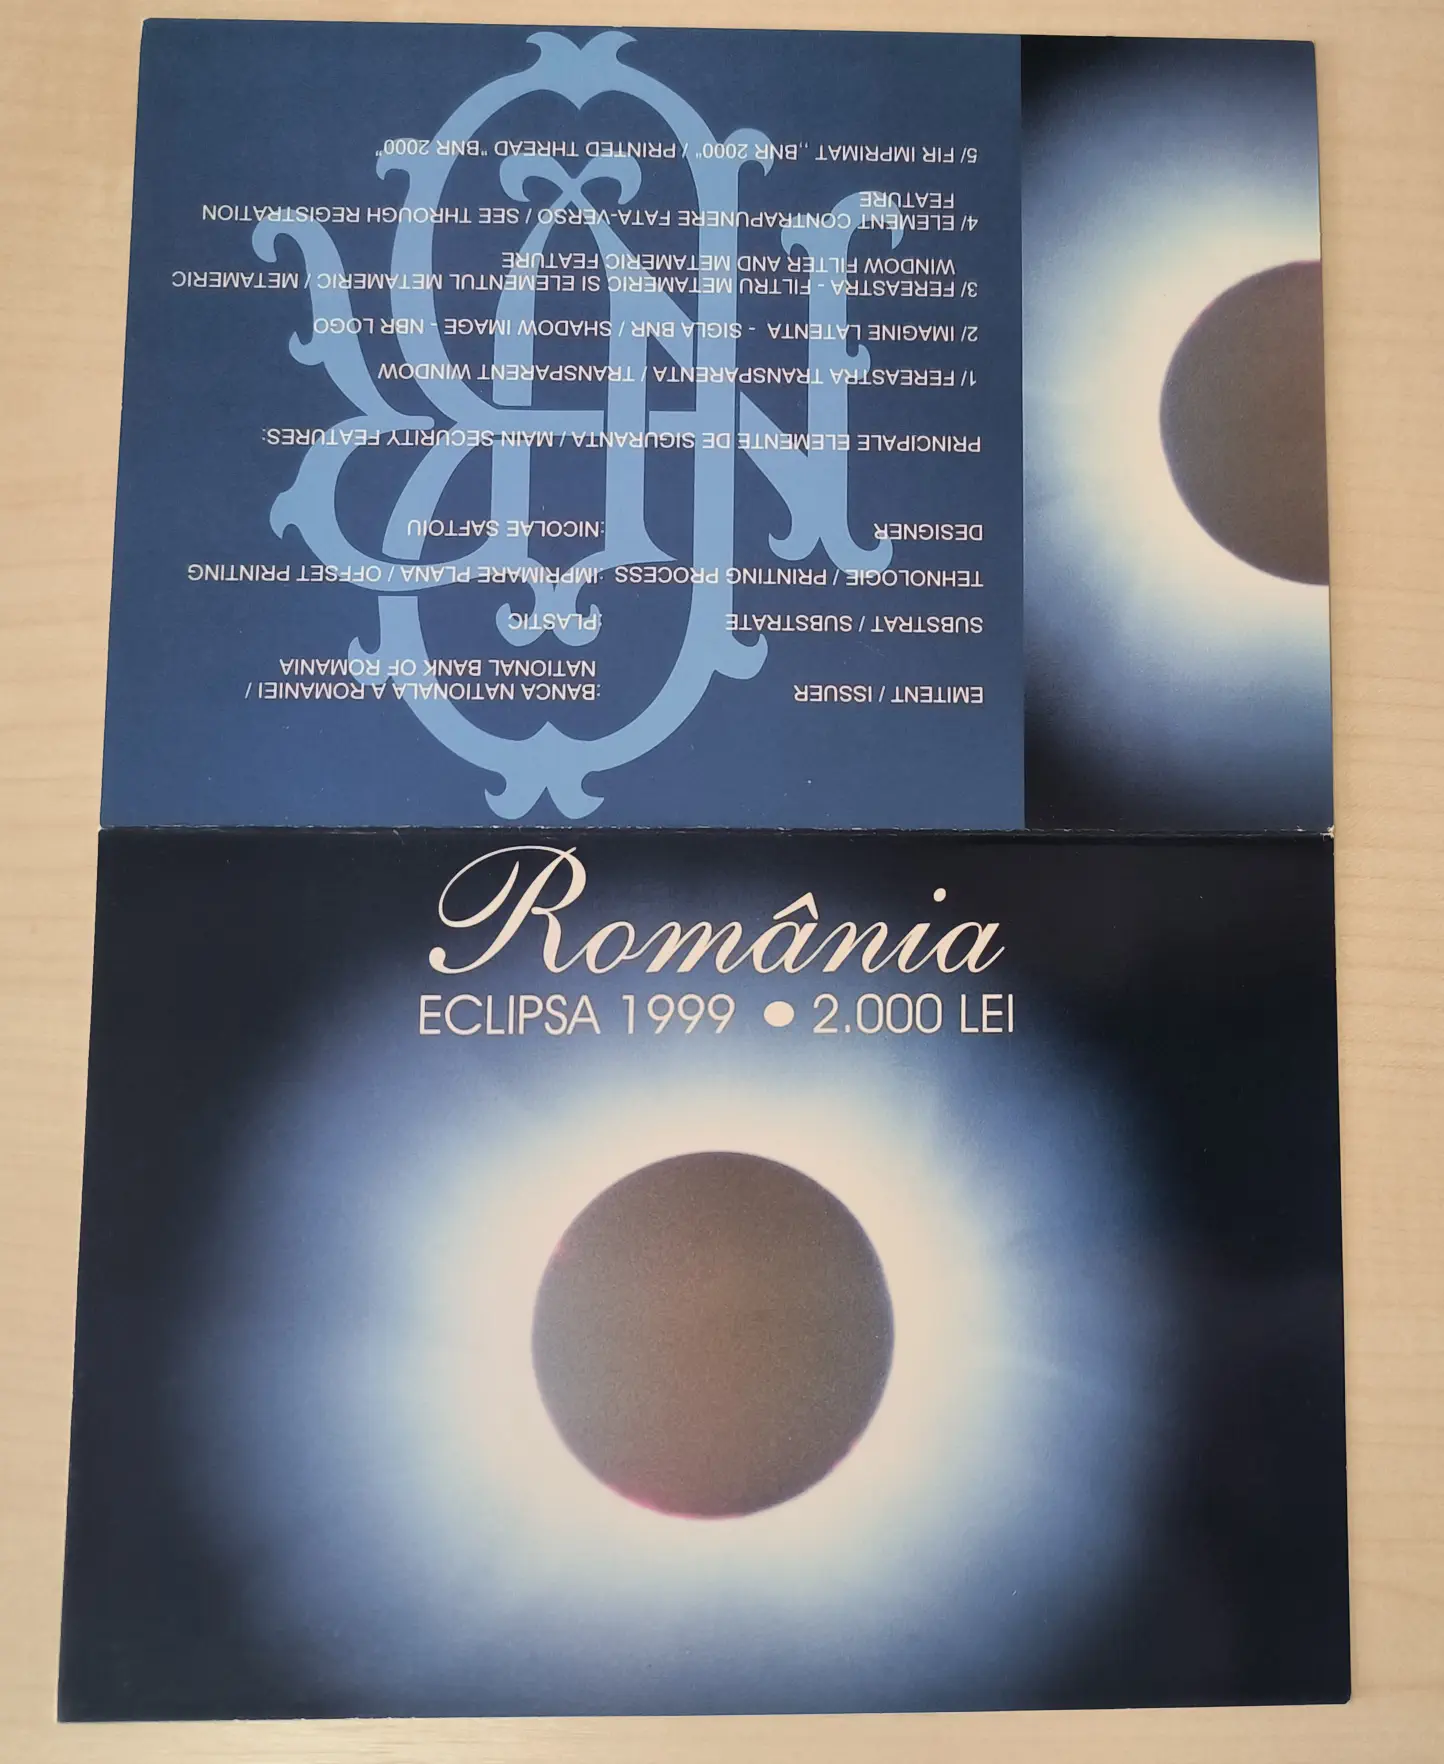 România
ECLIPSA 1999 ● 2.000 LEI
EMITENT / ISSUER :BANCA NATIONALA A ROMANIEI /
NATIONAL BANK OF ROMANIA
SUBSTRAT / SUBSTRATE :PLASTIC
TEHNOLOGIE / PRINTING PROCESS :IMPRIMARE PLANA / OFFSET PRINTING
DESIGNER :NICOLAE SAFTOIU
PRINCIPALE ELEMENTE DE SIGURANTA / MAIN SECURITY FEATURES:
1/ FEREASTRA TRANSPARENTA / TRANSPARENT WINDOW
2/ IMAGINE LATENTA - SIGLA BNR / SHADOW IMAGE - NBR LOGO
3/ FEREASTRA - FILTRU METAMERIC SI ELEMENTUL METAMERIC / METAMERIC
WINDOW FILTER AND METAMERIC FEATURE
4/ ELEMENT CONTRAPUNERE FATA-VERSO / SEE THROUGH REGISTRATION
FEATURE
5/ FIR IMPRIMAT ,,BNR 2000" / PRINTED THREAD "BNR 2000"